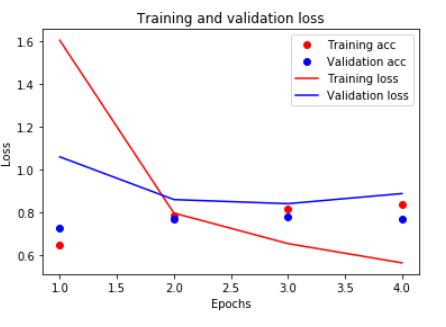 Training and validation loss
Training acc
Validation acc
Training loss
Validation loss
Loss
1.6
1.4
1.2
1.0
0.8
0.6
1.0 1.5 2.0 2.5 3.0 3.5 4.0
Epochs